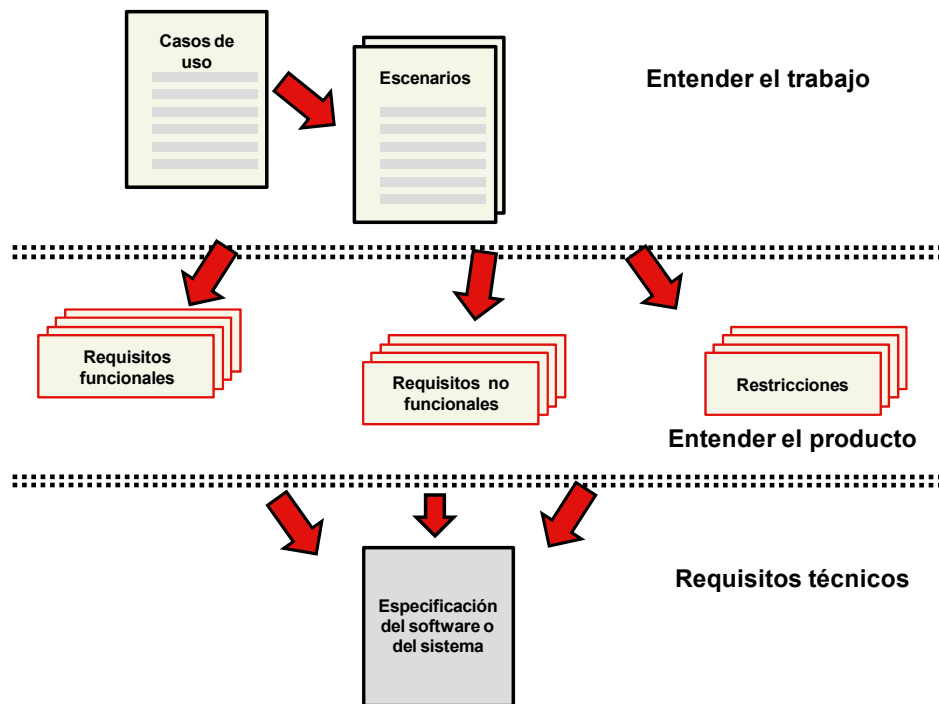 Casos de
uso
Escenarios
Entender el trabajo
Requisitos
funcionales
Requisitos no
funcionales
Restricciones
Entender el producto
Requisitos técnicos
Especificación
del software o
del sistema